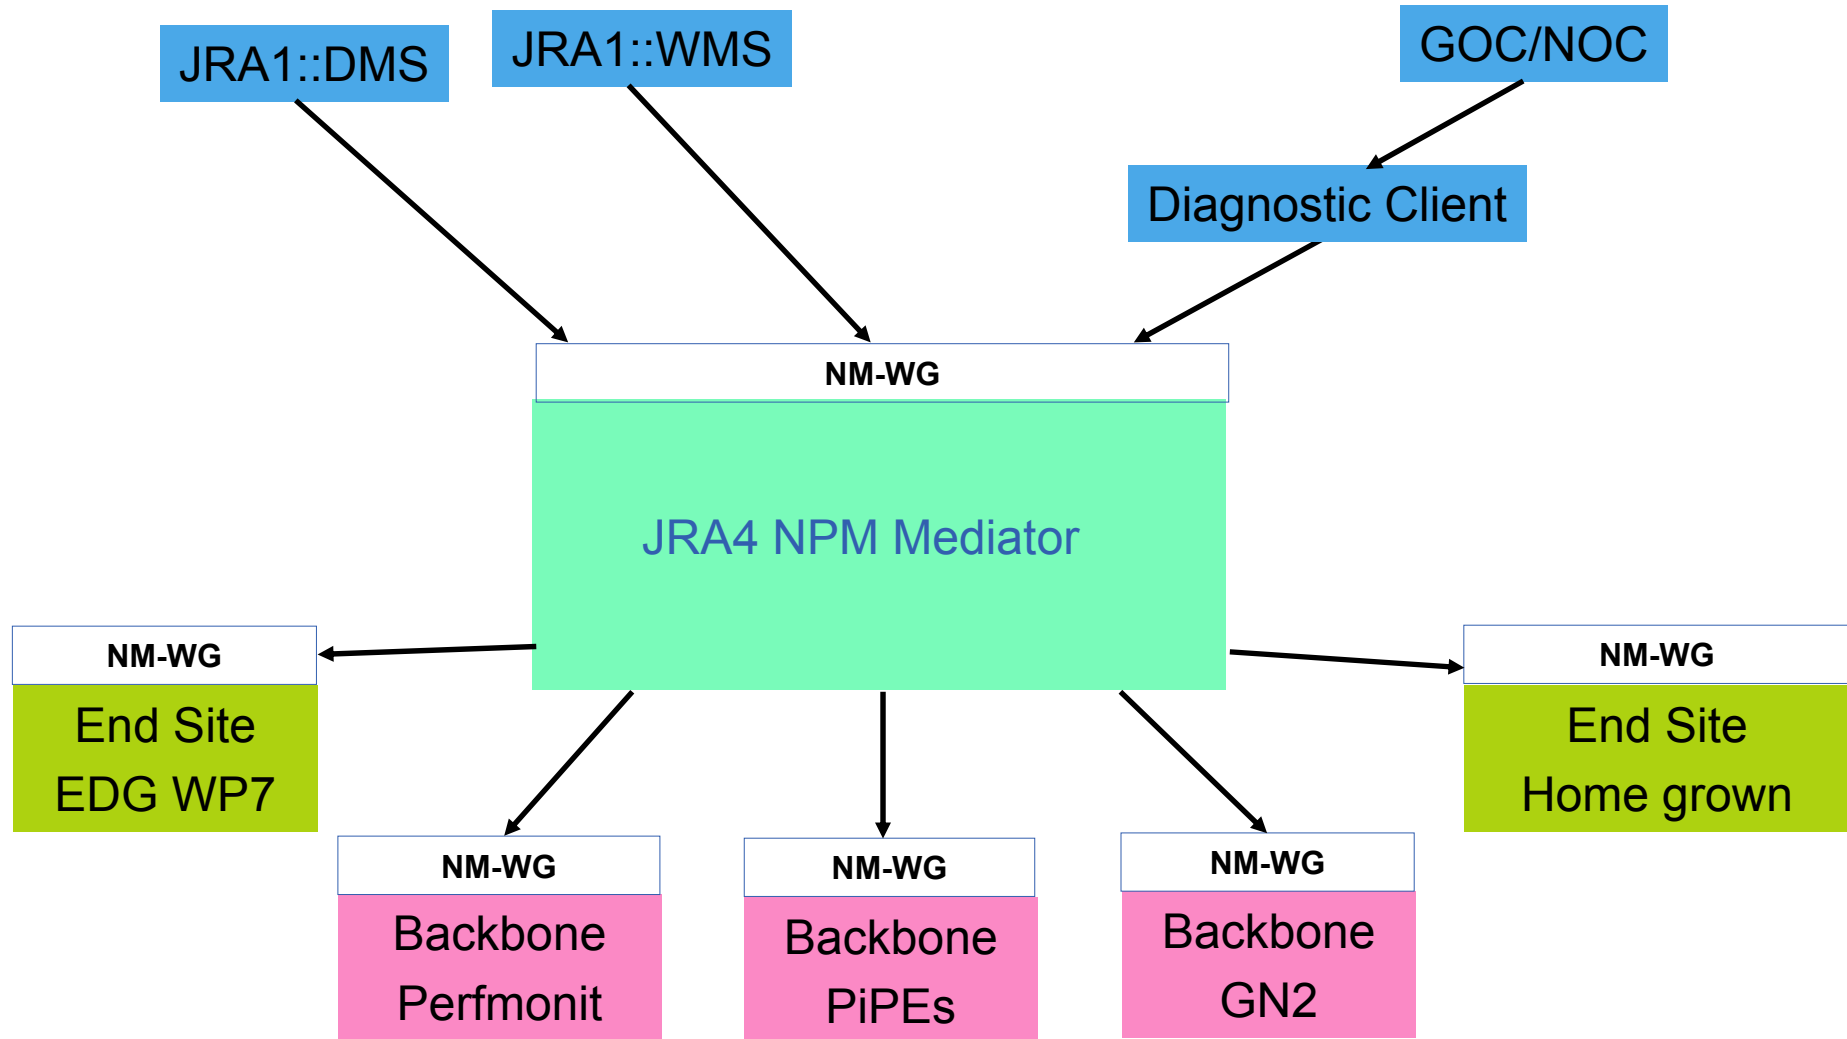 JRA1::DMS
JRA1::WMS
GOC/NOC
Diagnostic Client
NM-WG
JRA4 NPM Mediator
NM-WG
End Site
EDG WP7
NM-WG
End Site
Home grown
NM-WG
Backbone
Perfmonit
NM-WG
Backbone
PiPEs
NM-WG
Backbone
GN2